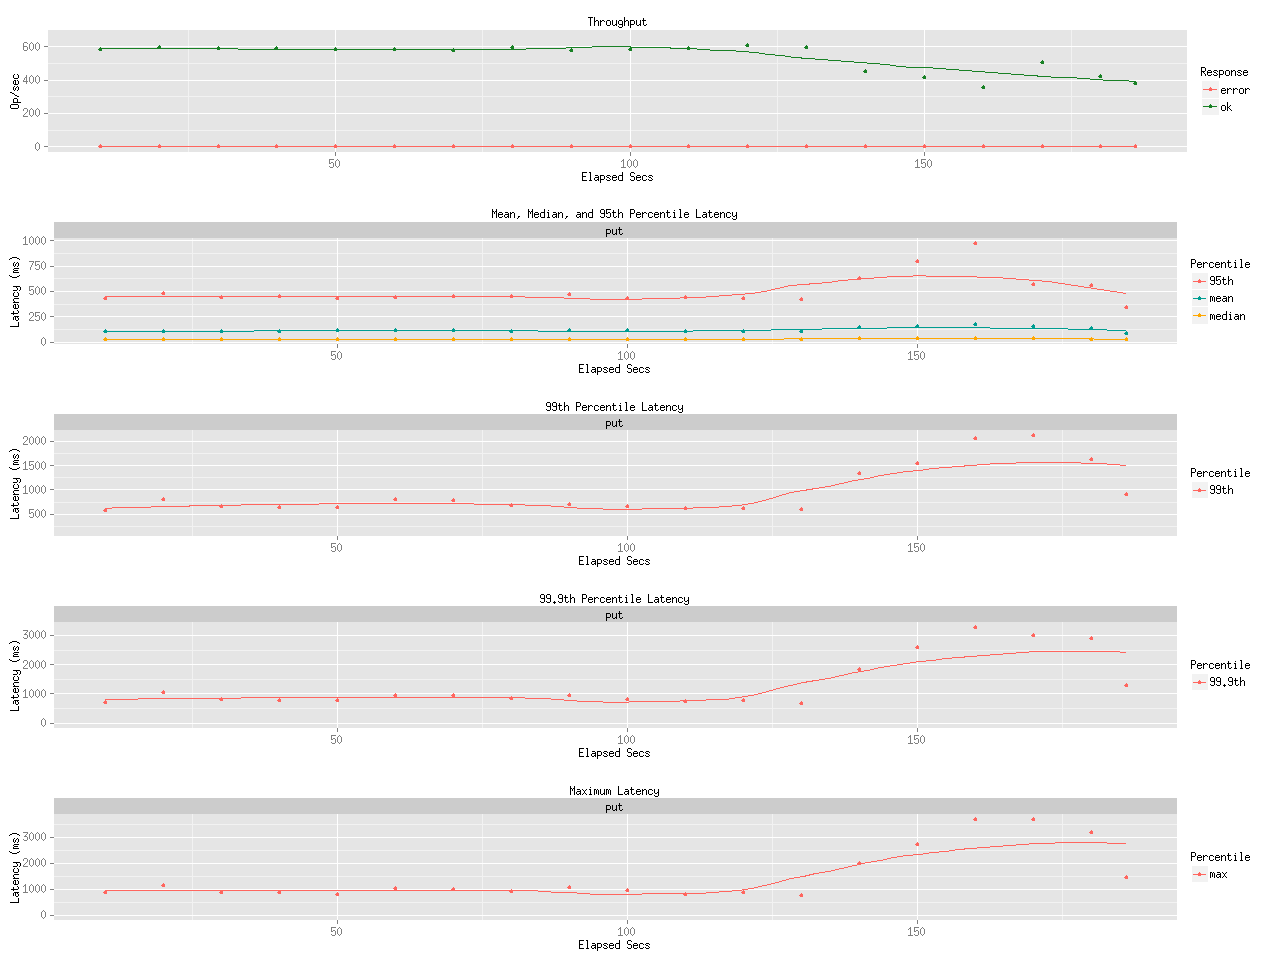 Throughput
600
400
200
0
Op/sec
50
100
150
Elapsed Secs
Response
error
ok
Mean, Median, and 95th Percentile Latency
put
1000
750
500
250
0
Latency (ms)
50
100
150
Elapsed Secs
Percentile
95th
mean
median
99th Percentile Latency
put
2000
1500
1000
500
Latency (ms)
50
100
150
Elapsed Secs
Percentile
99th
99.9th Percentile Latency
put
3000
2000
1000
0
Latency (ms)
50
100
150
Elapsed Secs
Percentile
99.9th
Maximum Latency
put
3000
2000
1000
0
Latency (ms)
50
100
150
Elapsed Secs
Percentile
max